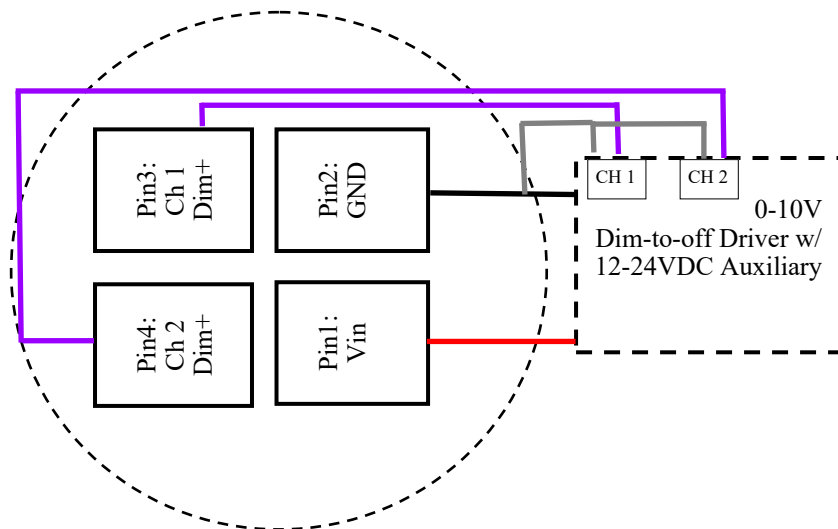 Pin3:
Ch 1
Dim+
Pin2:
GND
CH 1
CH 2
0-10V
Dim-to-off Driver w/
12-24VDC Auxiliary
Pin4:
Ch 2
Dim+
Pin1:
Vin